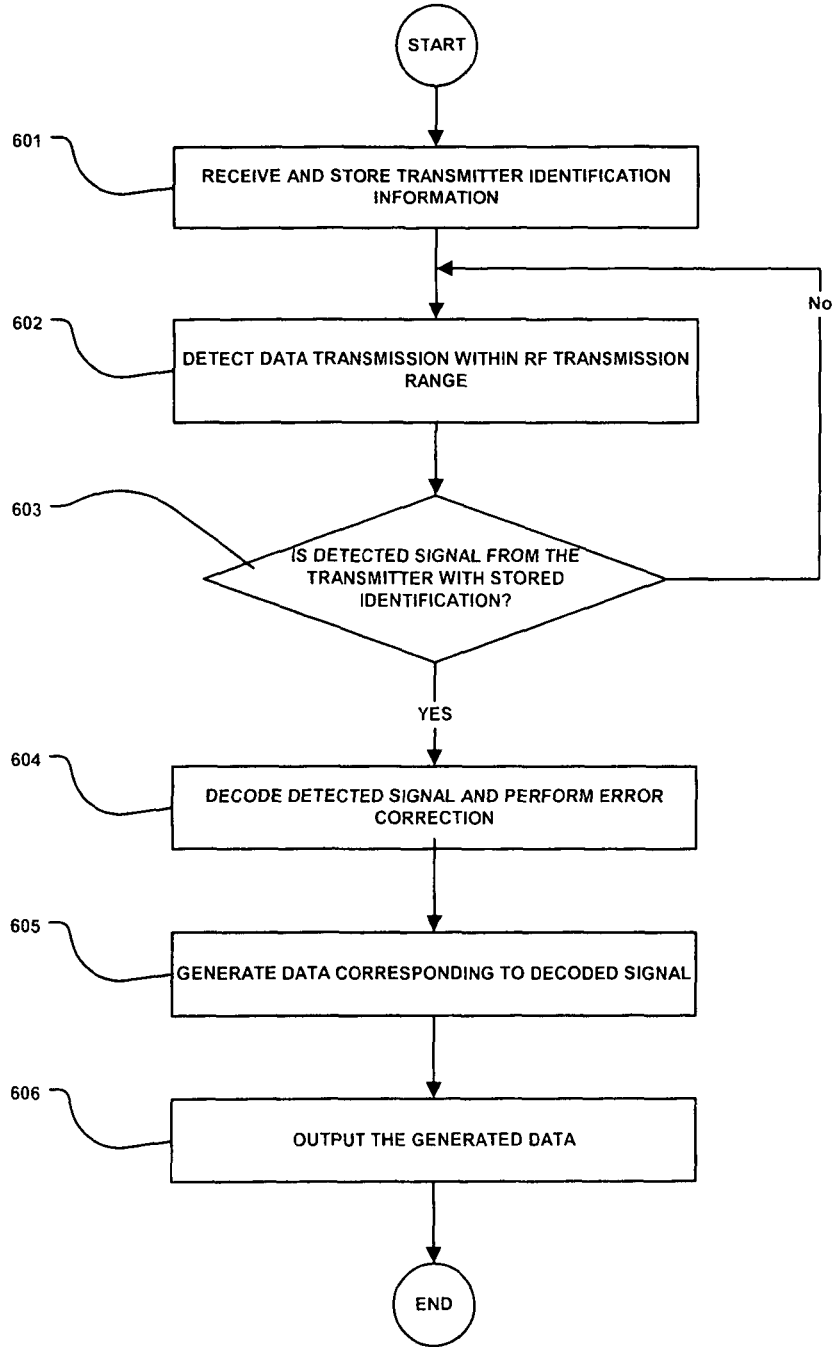 START
601
RECEIVE AND STORE TRANSMITTER IDENTIFICATION
INFORMATION
No
602
DETECT DATA TRANSMISSION WITHIN RF TRANSMISSION
RANGE
603
IS DETECTED SIGNAL FROM THE
TRANSMITTER WITH STORED
IDENTIFICATION?
YES
604
DECODE DETECTED SIGNAL AND PERFORM ERROR
CORRECTION
605
GENERATE DATA CORRESPONDING TO DECODED SIGNAL
606
OUTPUT THE GENERATED DATA
END